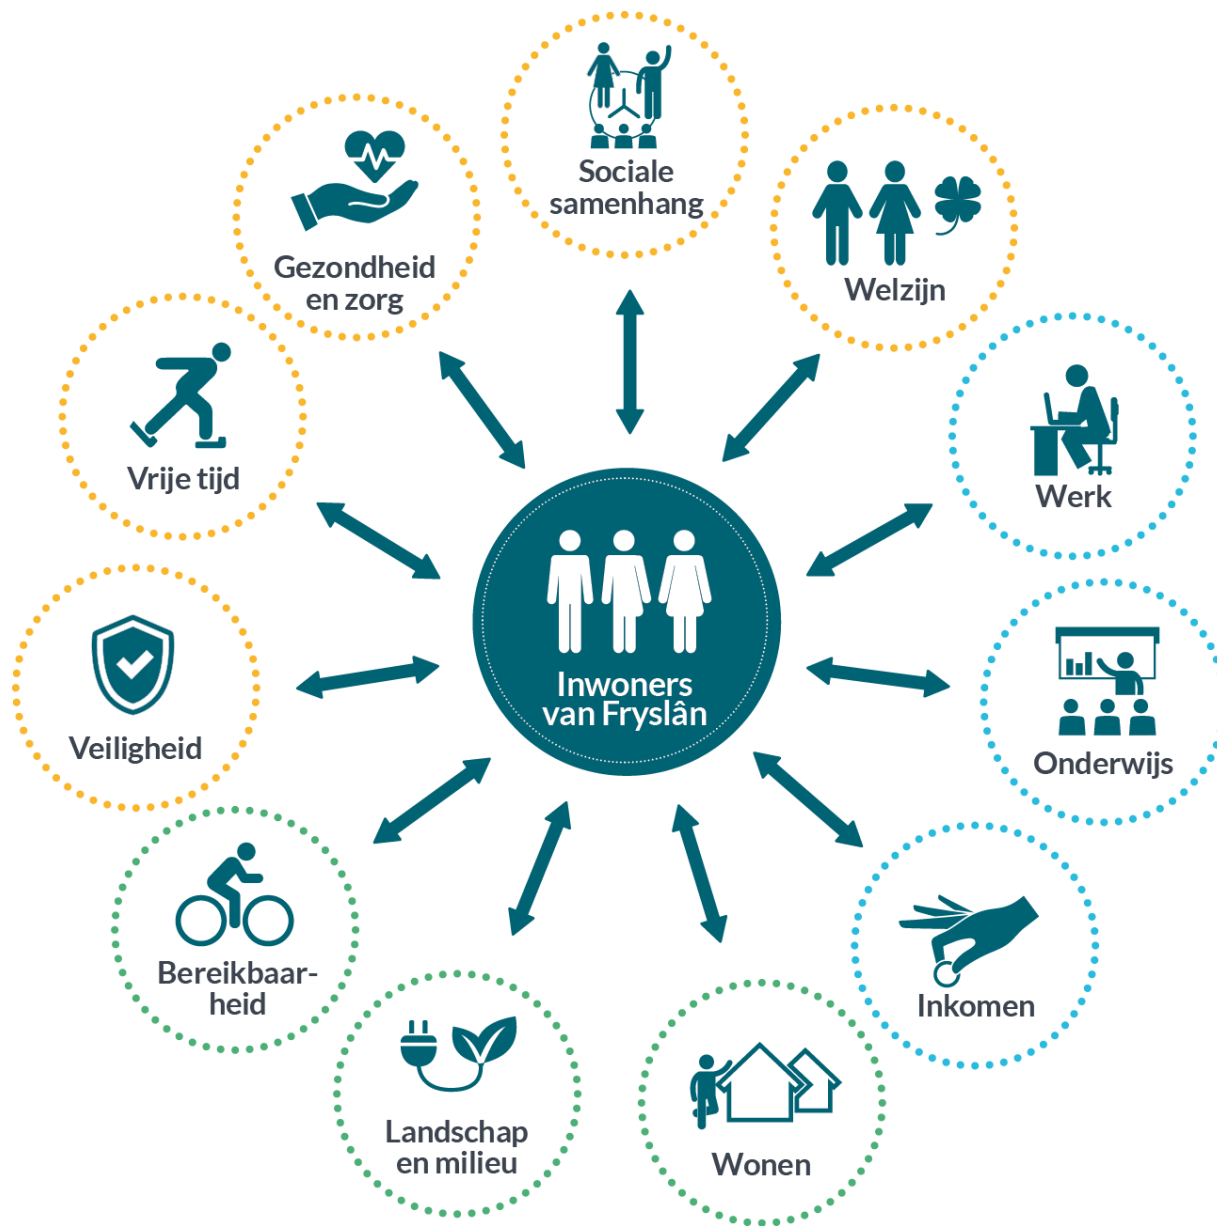 Sociale
samenhang
Welzijn
Werk
Onderwijs
Inkomen
Wonen
Landschap
en milieu
Bereikbaar-
heid
Veiligheid
Vrije tijd
Gezondheid
en zorg
Inwoners
van Fryslân